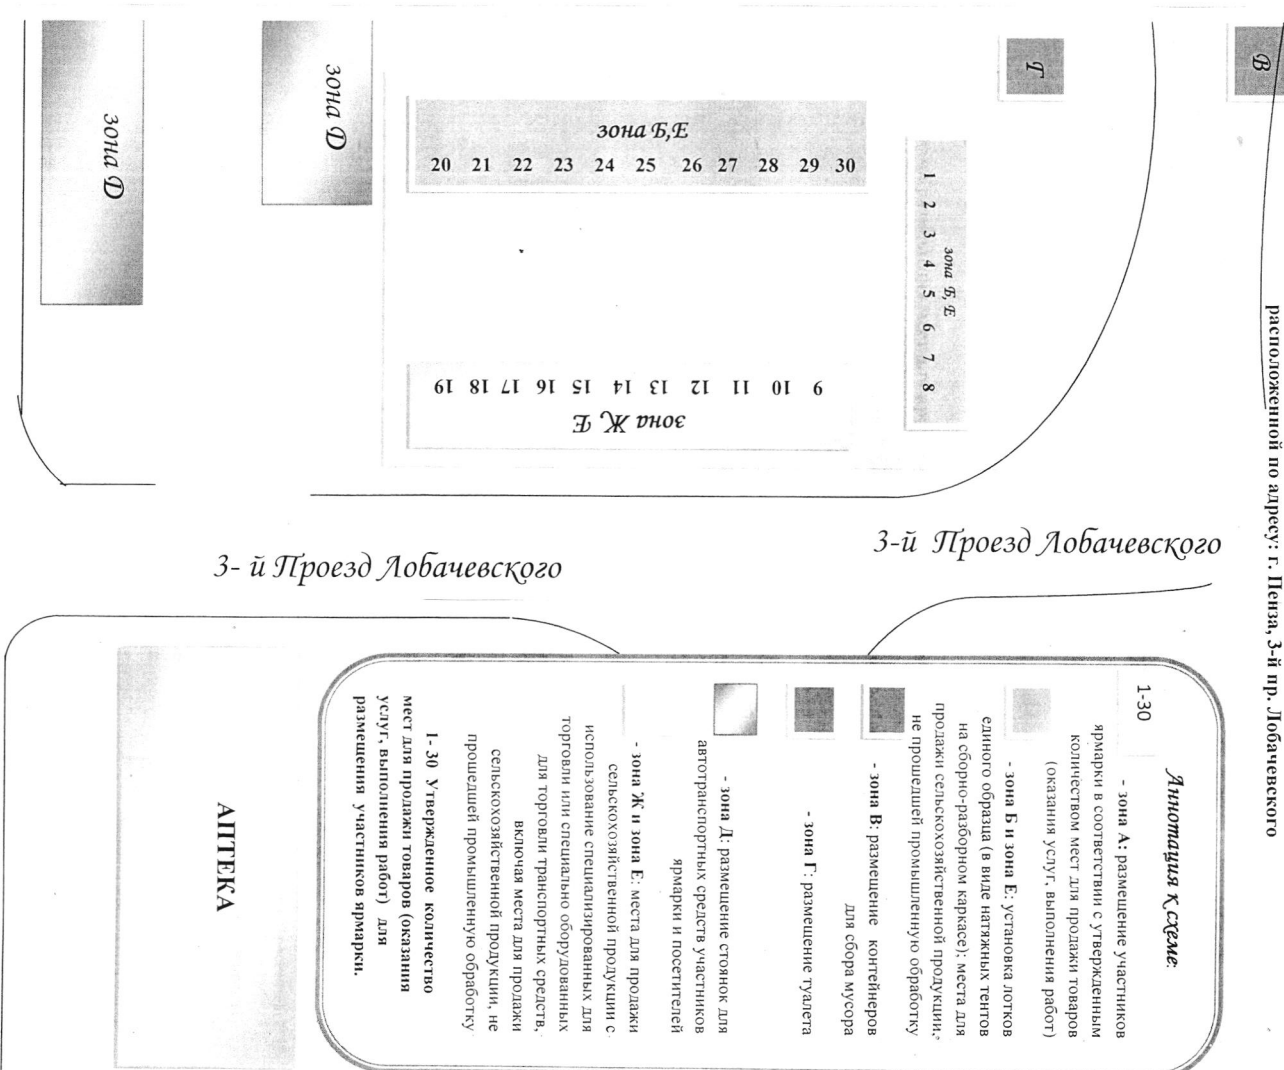 расположенной по адресу: г. Пенза, 3-й пр. Лобачевского
В
Г
зона Д
зона Д
зона Б,Е
20 21 22 23 24 25 26 27 28 29 30
1 2 3 4 5 6 7 8
зона Б,Е
9 10 11 12 13 14 15 16 17 18 19
зона Ж, Е
3-й Проезд Лобачевского
3- й Проезд Лобачевского
АПТЕКА
Аннотация к схеме:
1-30
- зона А: размещение участников
ярмарки в соответствии с утвержденным
количеством мест для продажи товаров
(оказания услуг, выполнения работ)
- зона Б и зона Е: установка лотков
единого образца (в виде натяжных тентов
на сборно-разборном каркасе); места для
продажи сельскохозяйственной продукции,
не прошедшей промышленную обработку
- зона В: размещение контейнеров
для сбора мусора
- зона Г: размещение туалета
- зона Д: размещение стоянок для
автотранспортных средств участников
ярмарки и посетителей
- зона Ж и зона Е: места для продажи
сельскохозяйственной продукции с
использование специализированных для
торговли или специально оборудованных
для торговли транспортных средств,
включая места для продажи
сельскохозяйственной продукции, не
прошедшей промышленную обработку
1- 30 Утвержденное количество
мест для продажи товаров (оказания
услуг, выполнения работ) для
размещения участников ярмарки.